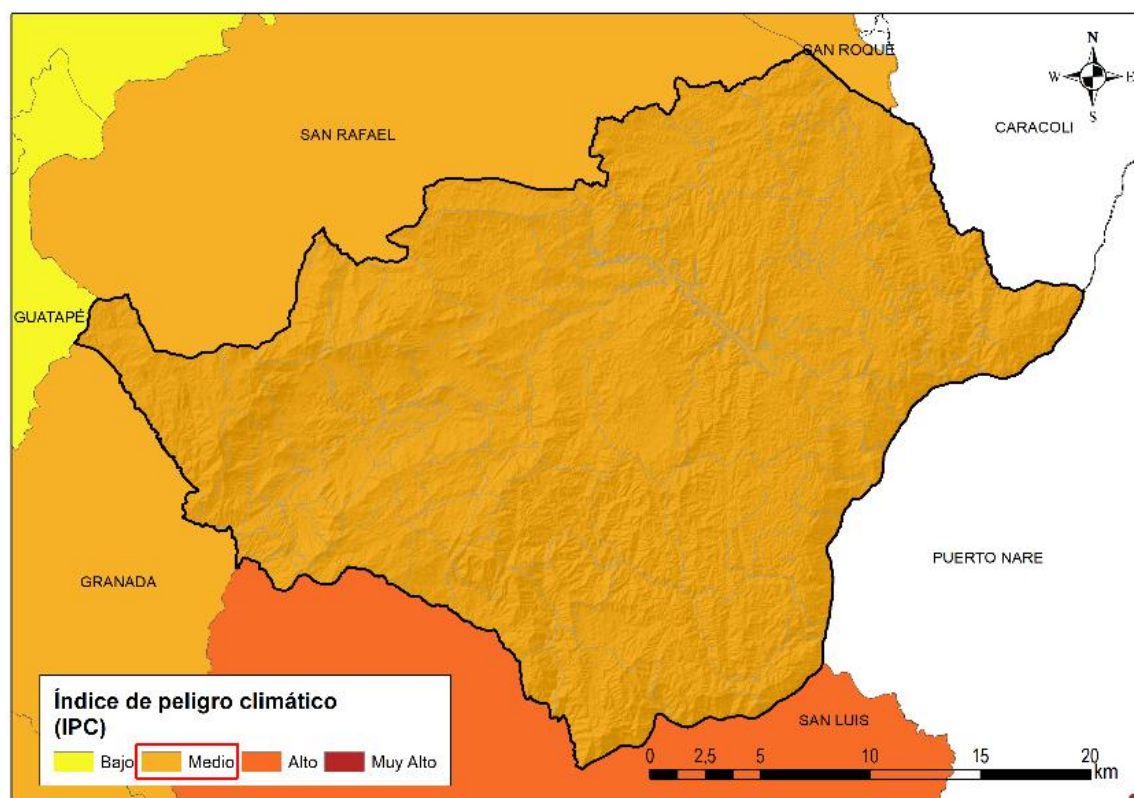 SAN ROQUE
N
W E
S
CARACOLI
SAN RAFAEL
GUATAPÉ
PUERTO NARE
GRANADA
SAN LUIS
Índice de peligro climático
(IPC)
Bajo Medio Alto Muy Alto
0 2,5 5 10 15 20
km